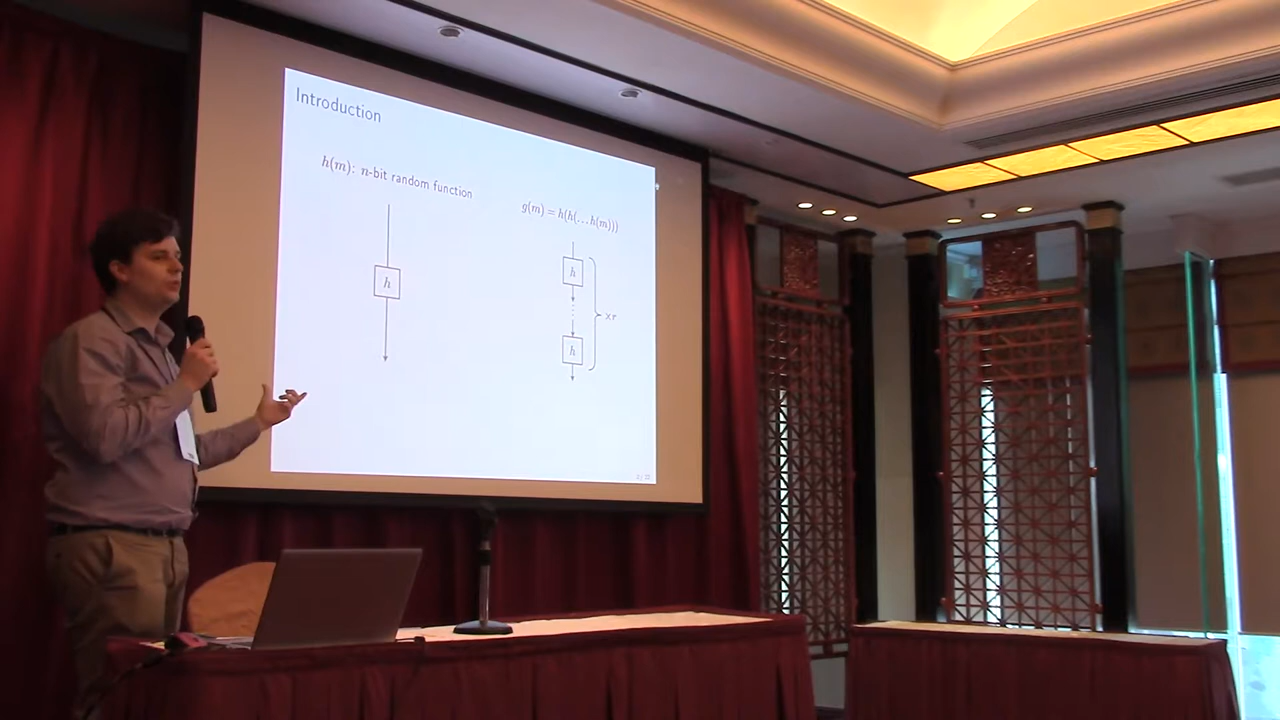 Introduction
h(m): n-bit random function
h
g(m) = h(h(...h(m)))
h
×r
h